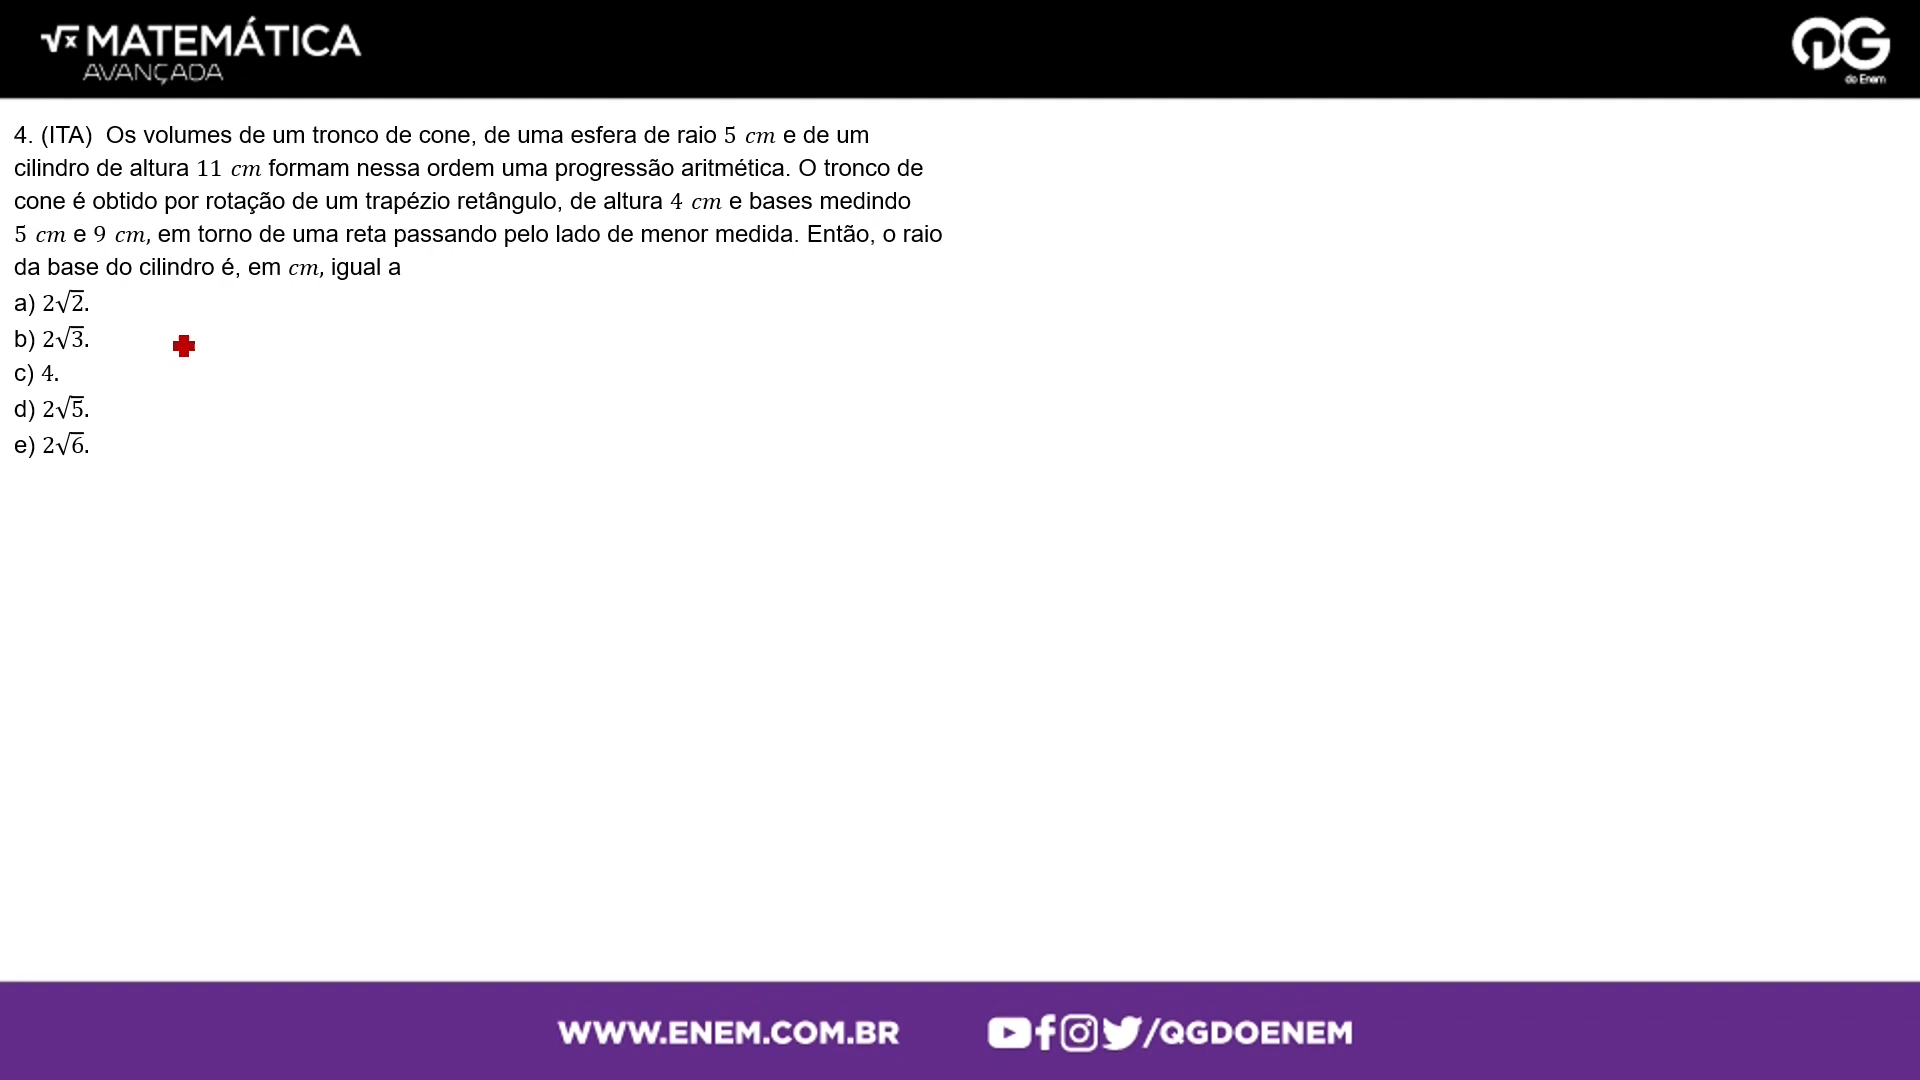 √x MATEMÁTICA
AVANÇADA
QG
do Enem
4. (ITA) Os volumes de um tronco de cone, de uma esfera de raio 5 cm e de um
cilindro de altura 11 cm formam nessa ordem uma progressão aritmética. O tronco de
cone é obtido por rotação de um trapézio retângulo, de altura 4 cm e bases medindo
5 cm e 9 cm, em torno de uma reta passando pelo lado de menor medida. Então, o raio
da base do cilindro é, em cm, igual a
a) 2√2.
b) 2√3.
c) 4.
d) 2√5.
e) 2√6.
WWW.ENEM.COM.BR
/QGDOENEM